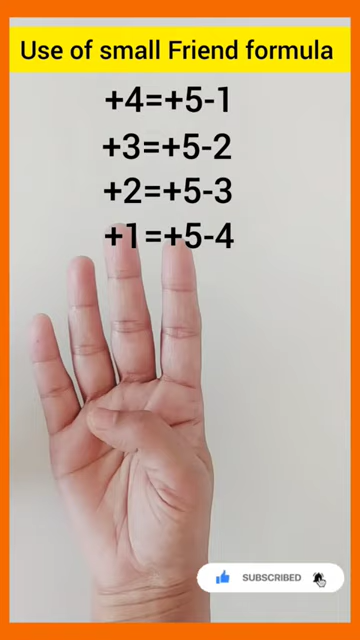 Use of small Friend formula
+4=+5-1
+3=+5-2
+2=+5-3
+1=+5-4
SUBSCRIBED